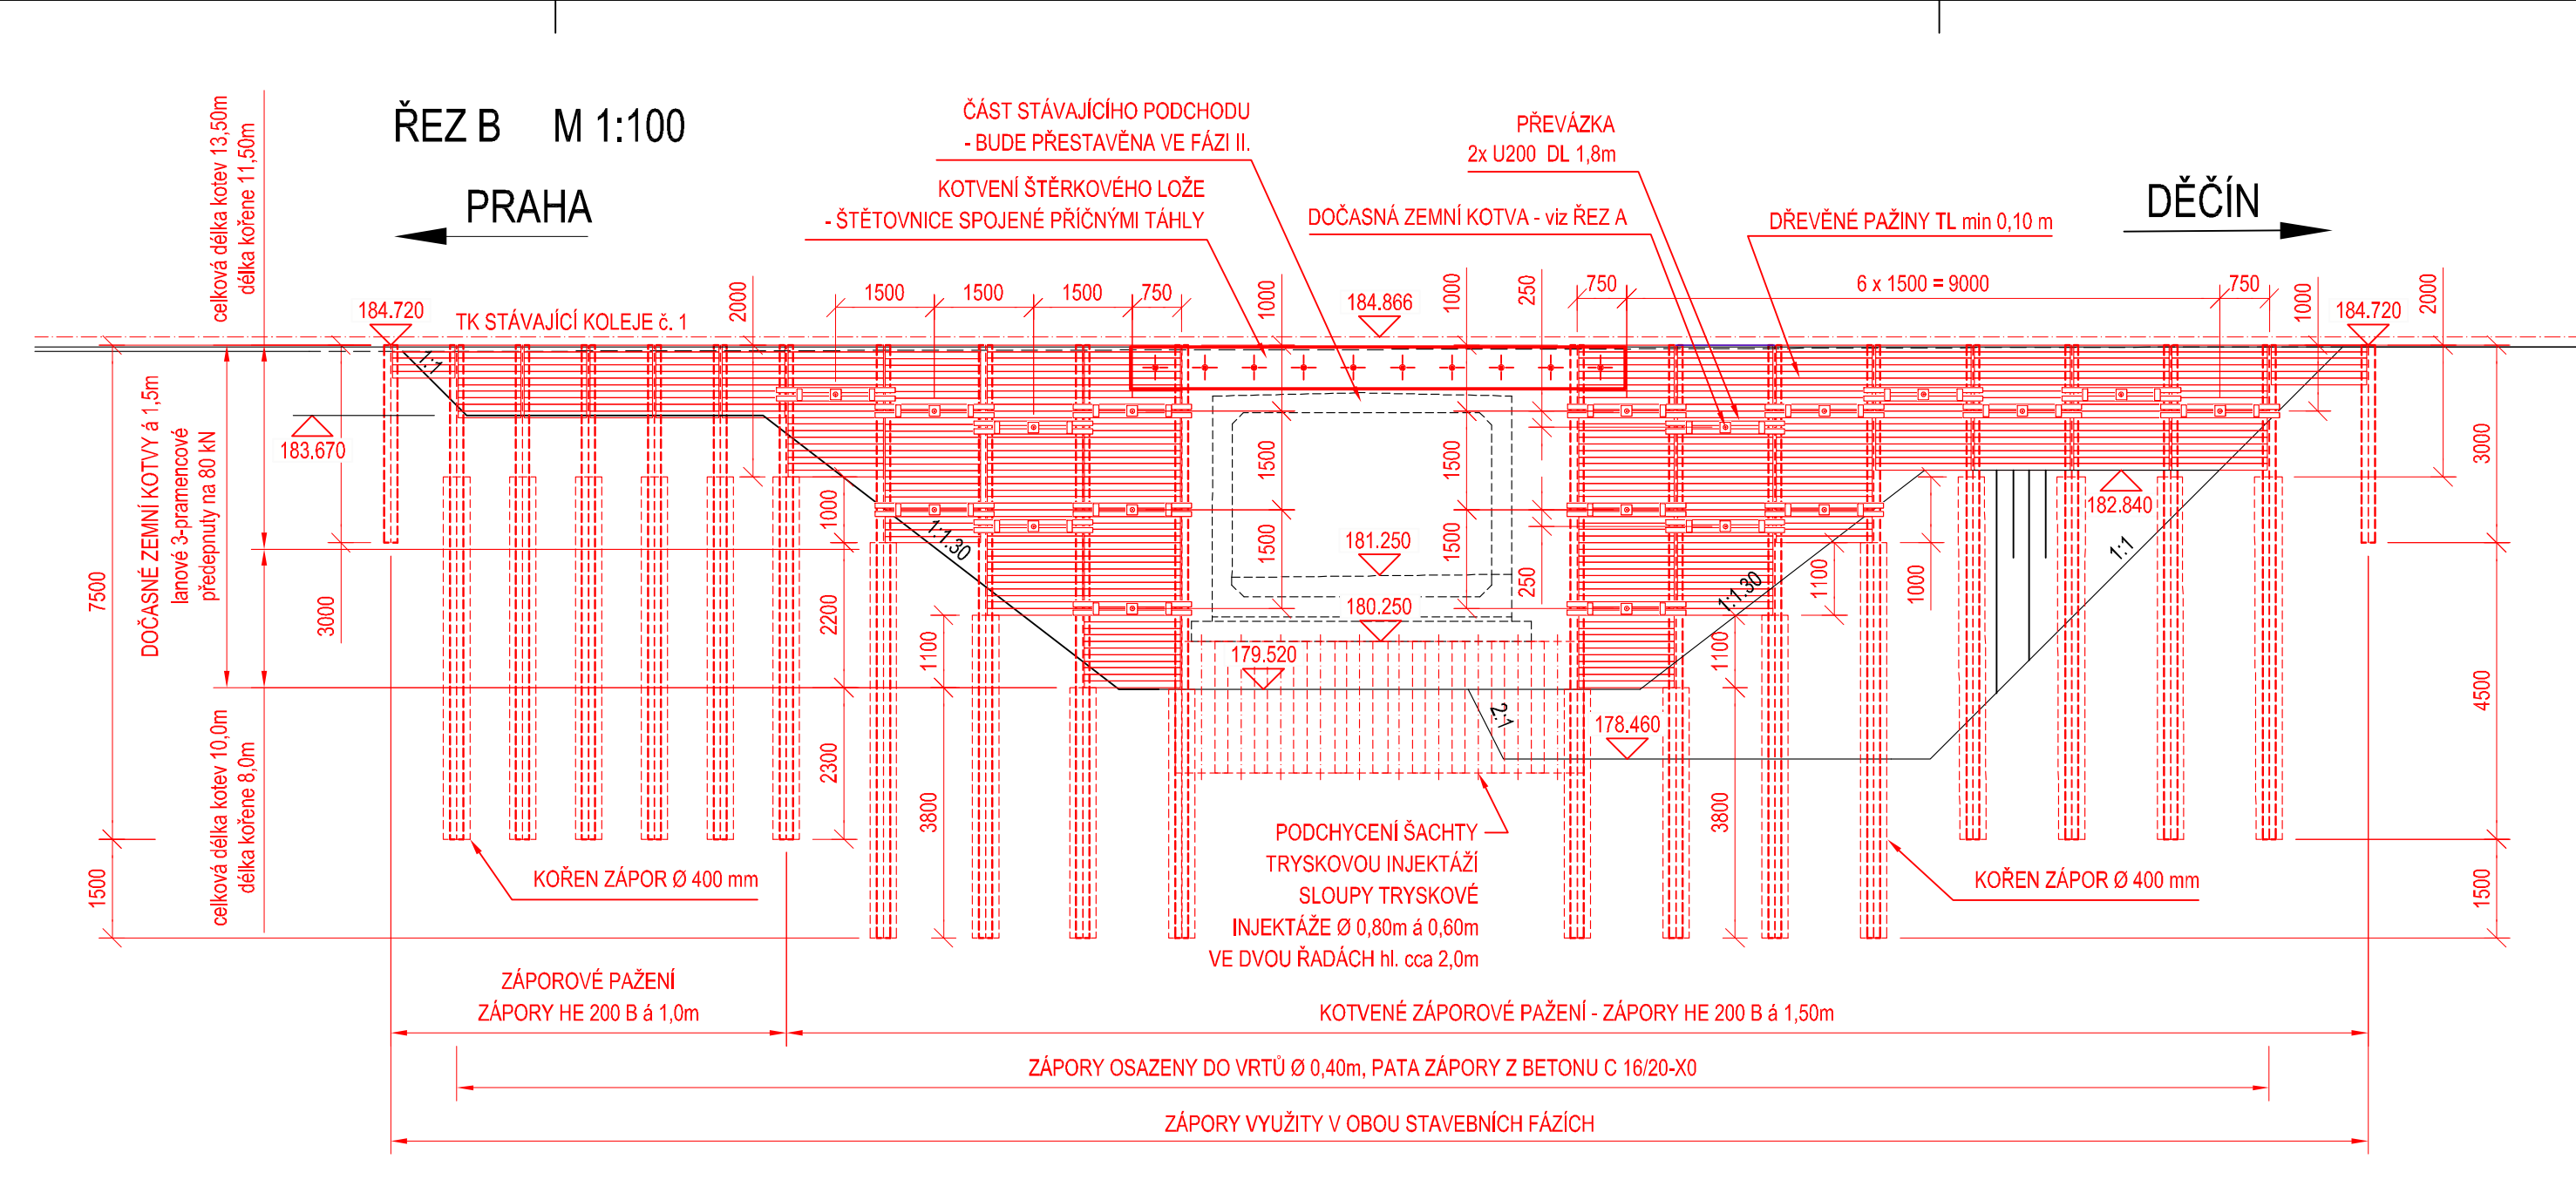 ŘEZ B M 1:100
PRAHA
DĚČÍN
ČÁST STÁVAJÍCÍHO PODCHODU
- BUDE PŘESTAVĚNA VE FÁZI II.
KOTVENÍ ŠTĚRKOVÉHO LOŽE
- ŠTĚTOVNICE SPOJENÉ PŘÍČNÝMI TÁHLY
PŘEVÁZKA
2x U200 DL 1,8m
DOČASNÁ ZEMNÍ KOTVA - viz ŘEZ A
DŘEVĚNÉ PAŽINY TL min 0,10 m
celková délka kotev 13,50m
délka kořene 11,50m
184.720
TK STÁVAJÍCÍ KOLEJE č. 1
2000
1500
1500
1500
750
1000
184.866
1000
250
750
6 x 1500 = 9000
750
1000
184.720
2000
1:1
183,670
DOČASNÉ ZEMNÍ KOTVY á 1,5m
lanové 3-pramencové
předepnuty na 80 kN
7500
3000
1000
2200
2300
1:1.30
1100
3800
1500
1500
1500
1500
181.250
180.250
179.520
250
2:1
178.460
1:1.30
1100
1100
3800
1000
182.840
1:1
3000
4500
1500
celková délka kotev 10,0m
délka kořene 8,0m
1500
KOŘEN ZÁPOR Ø 400 mm
PODCHYCENÍ ŠACHTY
TRYSKOVOU INJEKTÁŽÍ
SLOUPY TRYSKOVÉ
INJEKTÁŽE Ø 0,80m á 0,60m
VE DVOU ŘADÁCH hl. cca 2,0m
KOŘEN ZÁPOR Ø 400 mm
ZÁPOROVÉ PAŽENÍ
ZÁPORY HE 200 B á 1,0m
KOTVENÉ ZÁPOROVÉ PAŽENÍ - ZÁPORY HE 200 B á 1,50m
ZÁPORY OSAZENY DO VRTŮ Ø 0,40m, PATA ZÁPORY Z BETONU C 16/20-X0
ZÁPORY VYUŽITY V OBOU STAVEBNÍCH FÁZÍCH